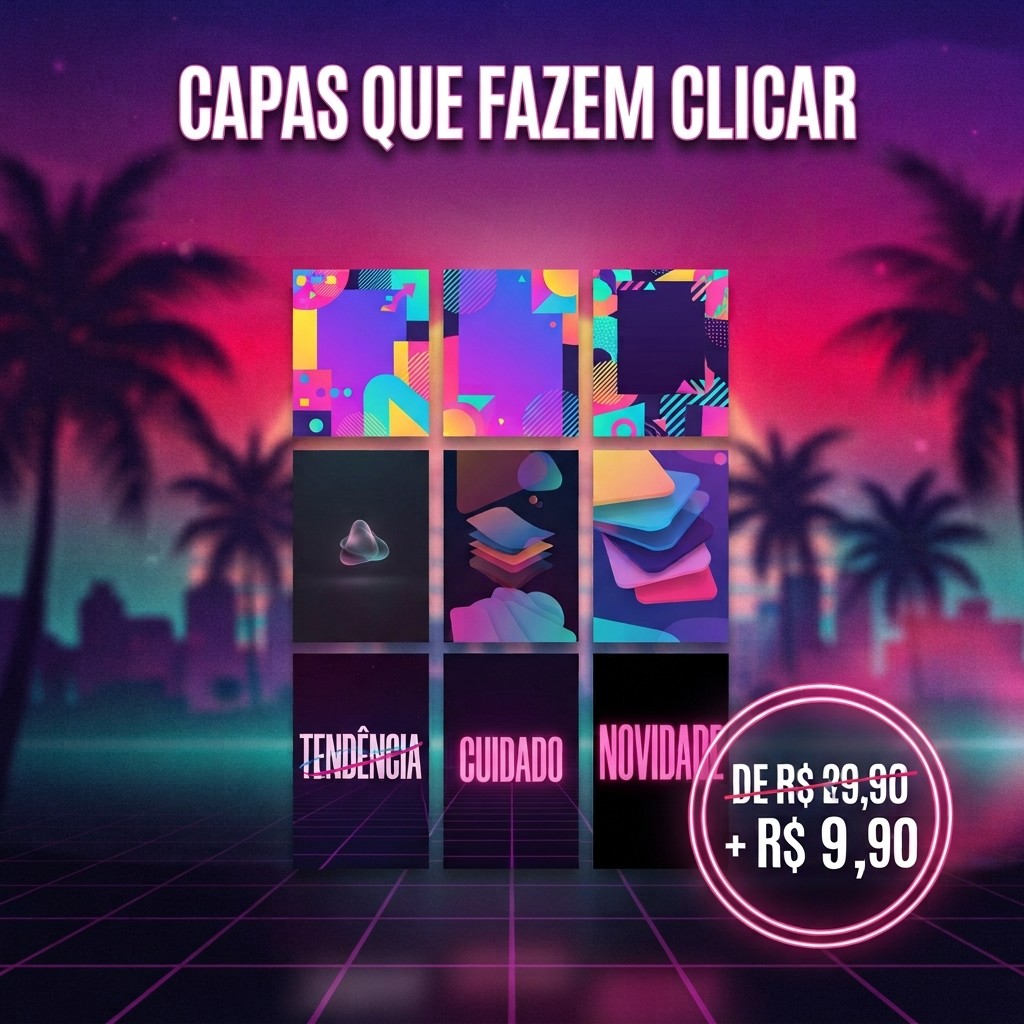 CAPAS QUE FAZEM CLICAR
TENDÊNCIA
CUIDADO
NOVIDADE
DE R$ 29,90
+ R$ 9,90